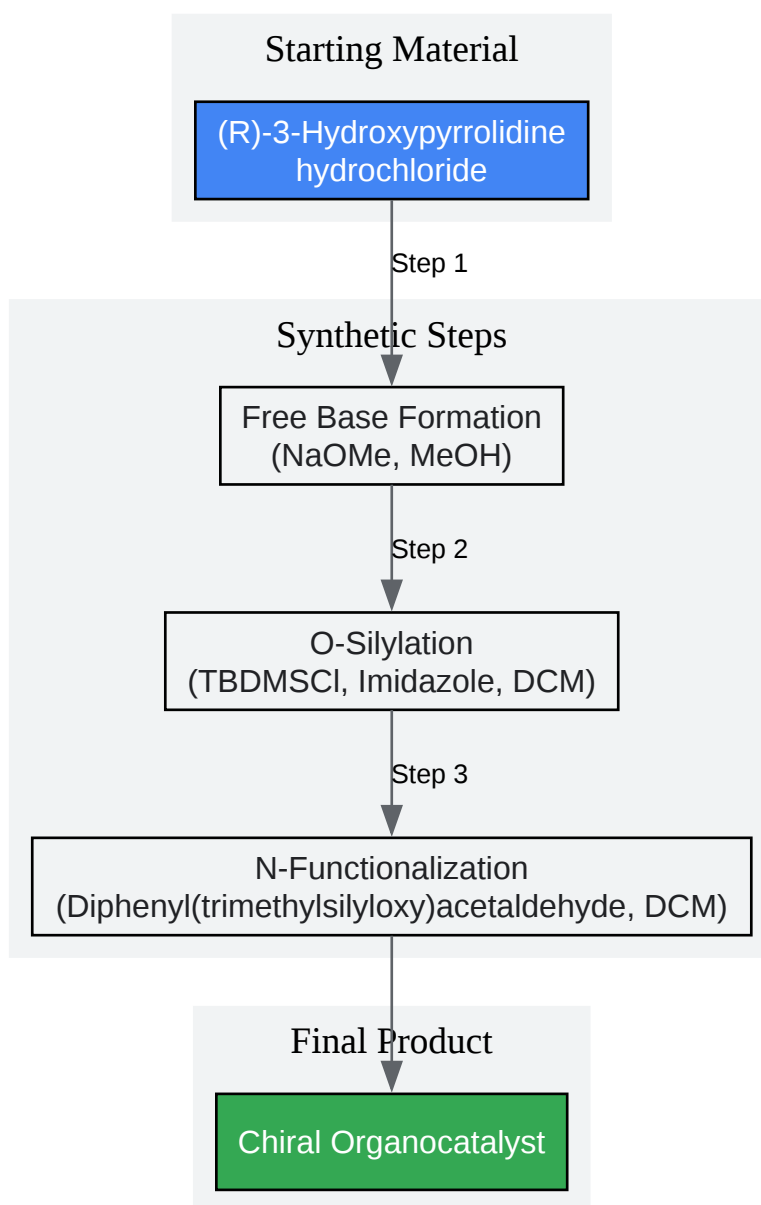 Starting Material
(R)-3-Hydroxypyrrolidine
hydrochloride
Step 1
Synthetic Steps
Free Base Formation
(NaOMe, MeOH)
Step 2
O-Silylation
(TBDMSCl, Imidazole, DCM)
Step 3
N-Functionalization
(Diphenyl(trimethylsilyloxy)acetaldehyde, DCM)
Final Product
Chiral Organocatalyst